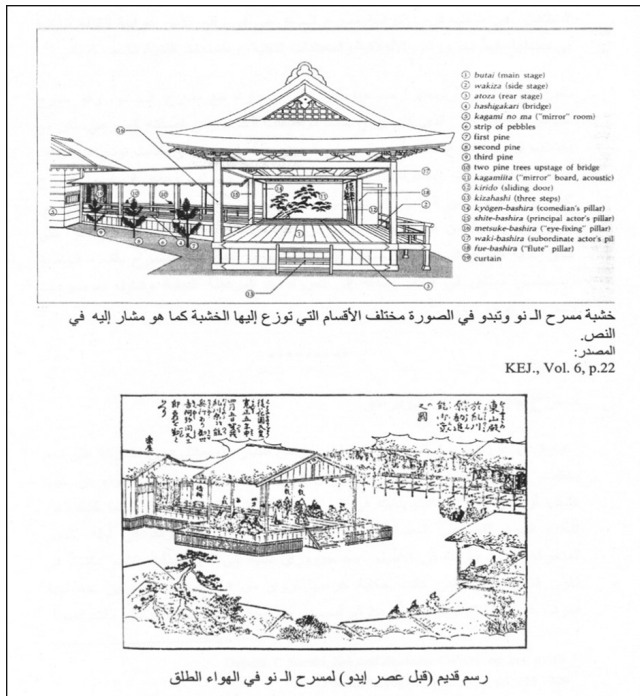 ① butai (main stage)
② wakiza (side stage)
③ atoza (rear stage)
④ hashigakari (bridge)
⑤ kagami no ma ("mirror" room)
⑥ strip of pebbles
⑦ first pine
⑧ second pine
⑨ third pine
⑩ two pine trees upstage of bridge
⑪ kagamiita ("mirror" board, acoustic)
⑫ kirido (sliding door)
⑬ kizahashi (three steps)
⑭ kyōgen-bashira (comedian's pillar)
⑮ shite-bashira (principal actor's pillar)
⑯ metsuke-bashira ("eye-fixing" pillar)
⑰ waki-bashira (subordinate actor's pil
⑱ fue-bashira ("flute" pillar)
⑲ curtain
خشبة مسرح الـ نو وتبدو في الصورة مختلف الأقسام التي توزع إليها الخشبة كما هو مشار إليه في
النص.
المصدر:
KEJ., Vol. 6, p.22
رسم قديم (قبل عصر إيدو) لمسرح الـ نو في الهواء الطلق